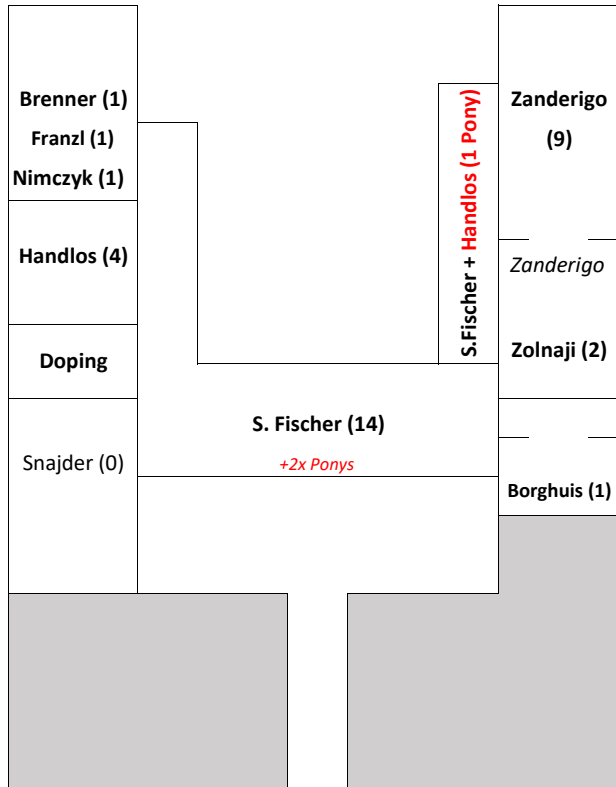 Brenner (1)
Franzl (1)
Nimczyk (1)
Handlos (4)
Doping
Snajder (0)
S. Fischer (14)
+2x Ponys
S.Fischer + Handlos (1 Pony)
Zanderigo
(9)
Zanderigo
Zolnaji (2)
Borghuis (1)